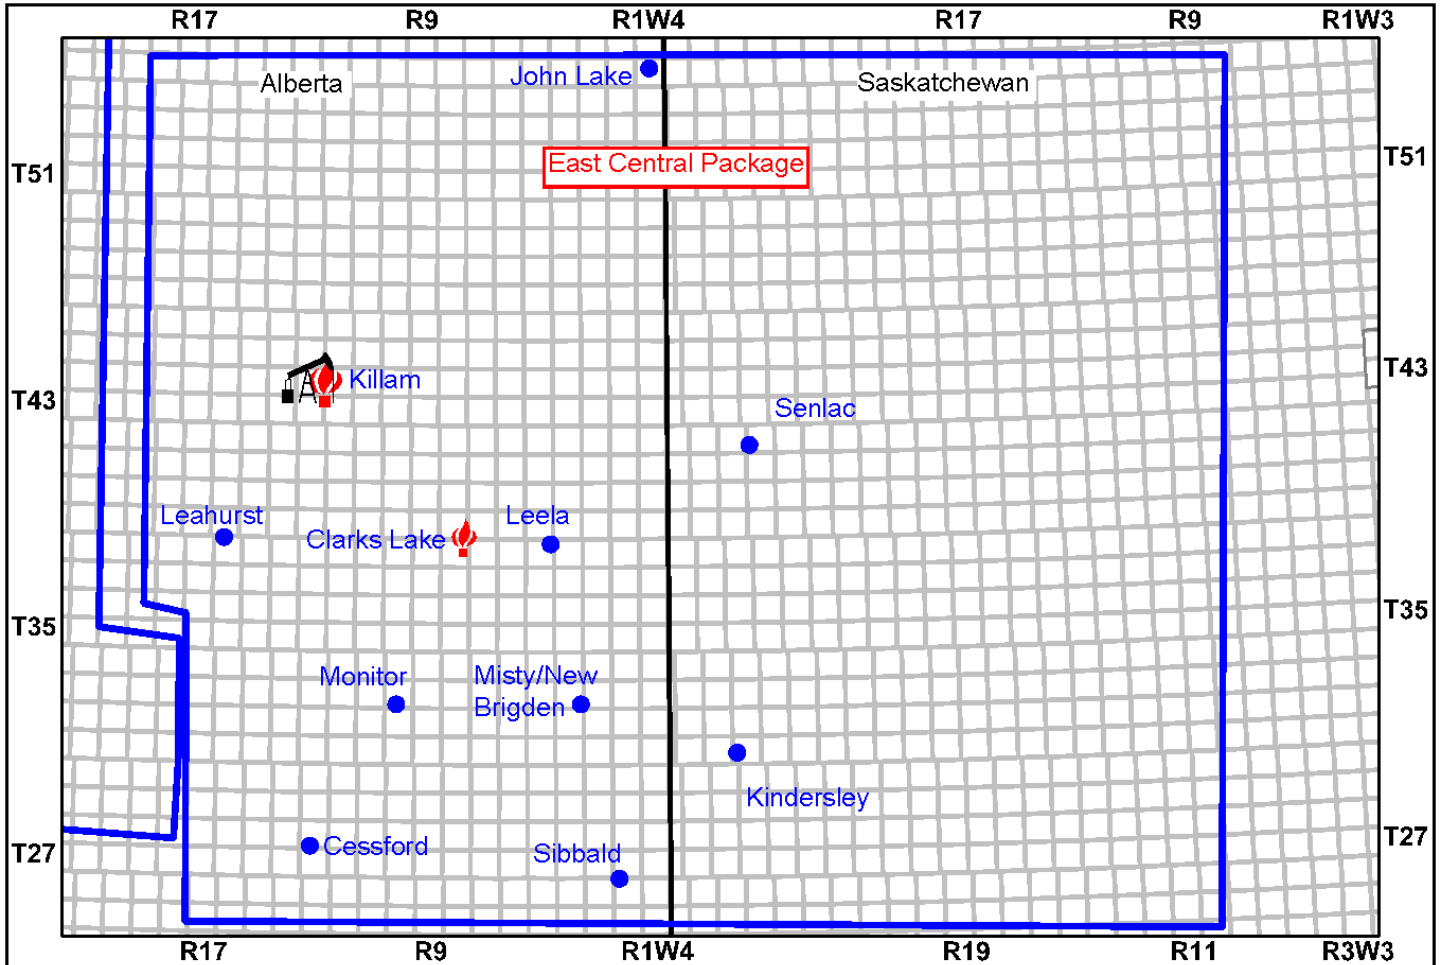 R17 R9 R1W4 R17 R9 R1W3
John Lake
Alberta
Saskatchewan
East Central Package
T51
T51
Killam
T43
T43
Senlac
Leahurst
Leela
Clarks Lake
T35
T35
Monitor
Misty/New
Brigden
Kindersley
T27
T27
Cessford
Sibbald
R17 R9 R1W4 R19 R11 R3W3